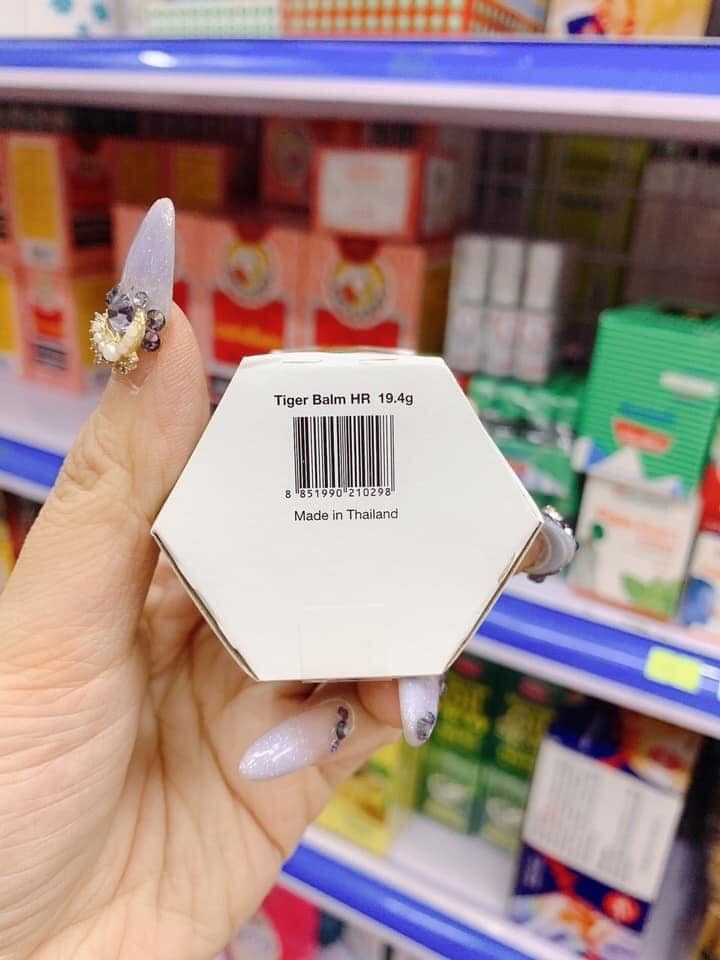 Tiger Balm HR 19.4g
8 851990 210298
Made in Thailand